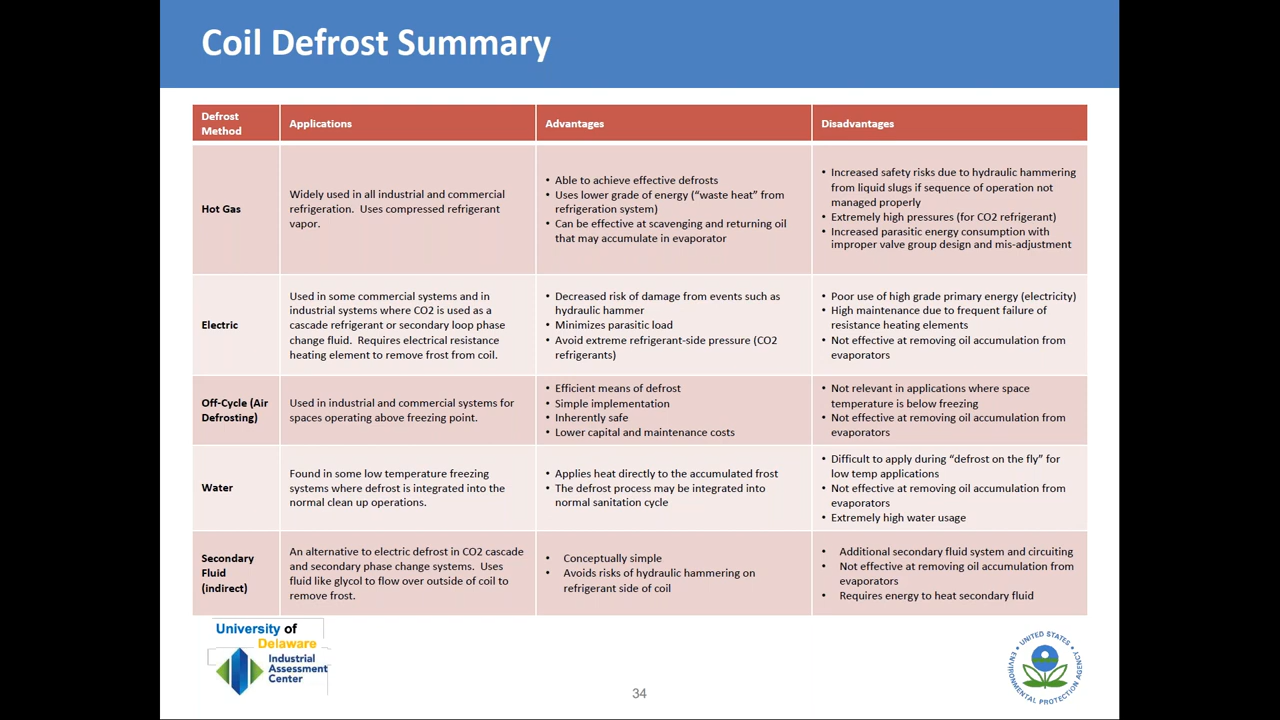 Coil Defrost Summary
Defrost
Method
Applications
Advantages
Disadvantages
Hot Gas
Widely used in all industrial and commercial
refrigeration. Uses compressed refrigerant
vapor.
• Able to achieve effective defrosts
• Uses lower grade of energy (“waste heat” from
refrigeration system)
• Can be effective at scavenging and returning oil
that may accumulate in evaporator
• Increased safety risks due to hydraulic hammering
from liquid slugs if sequence of operation not
managed properly
• Extremely high pressures (for CO2 refrigerant)
• Increased parasitic energy consumption with
improper valve group design and mis-adjustment
Electric
Used in some commercial systems and in
industrial systems where CO2 is used as a
cascade refrigerant or secondary loop phase
change fluid. Requires electrical resistance
heating element to remove frost from coil.
• Decreased risk of damage from events such as
hydraulic hammer
• Minimizes parasitic load
• Avoid extreme refrigerant-side pressure (CO2
refrigerants)
• Poor use of high grade primary energy (electricity)
• High maintenance due to frequent failure of
resistance heating elements
• Not effective at removing oil accumulation from
evaporators
Off-Cycle (Air
Defrosting)
Used in industrial and commercial systems for
spaces operating above freezing point.
• Efficient means of defrost
• Simple implementation
• Inherently safe
• Lower capital and maintenance costs
• Not relevant in applications where space
temperature is below freezing
• Not effective at removing oil accumulation from
evaporators
Water
Found in some low temperature freezing
systems where defrost is integrated into the
normal clean up operations.
• Applies heat directly to the accumulated frost
• The defrost process may be integrated into
normal sanitation cycle
• Difficult to apply during “defrost on the fly” for
low temp applications
• Not effective at removing oil accumulation from
evaporators
• Extremely high water usage
Secondary
Fluid
(indirect)
An alternative to electric defrost in CO2 cascade
and secondary phase change systems. Uses
fluid like glycol to flow over outside of coil to
remove frost.
• Conceptually simple
• Avoids risks of hydraulic hammering on
refrigerant side of coil
• Additional secondary fluid system and circuiting
• Not effective at removing oil accumulation from
evaporators
• Requires energy to heat secondary fluid
University of
Delaware
Industrial
Assessment
Center
34
UNITED STATES
ENVIRONMENTAL PROTECTION AGENCY